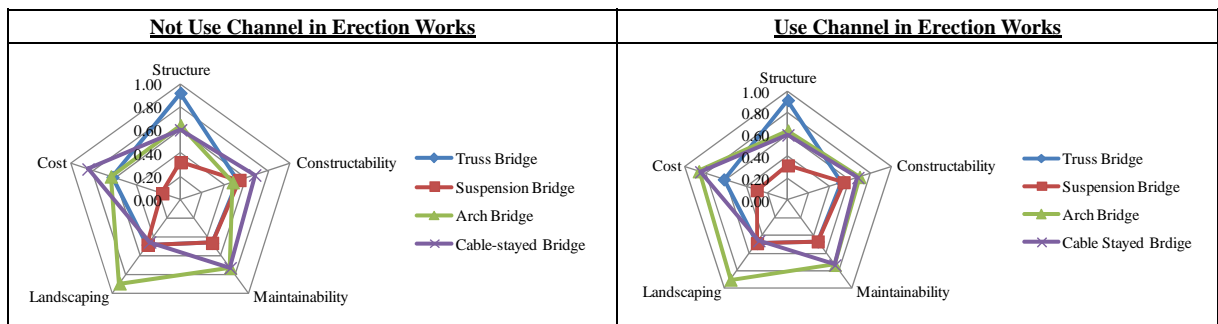 Not Use Channel in Erection Works
Structure
1.00
0.80
0.60
0.40
0.20
0.00
Cost
Constructability
Landscaping
Maintainability
Truss Bridge
Suspension Bridge
Arch Bridge
Cable-stayed Bridge
Use Channel in Erection Works
Structure
1.00
0.80
0.60
0.40
0.20
0.00
Cost
Constructability
Landscaping
Maintainability
Truss Bridge
Suspension Bridge
Arch Bridge
Cable Stayed Brdige